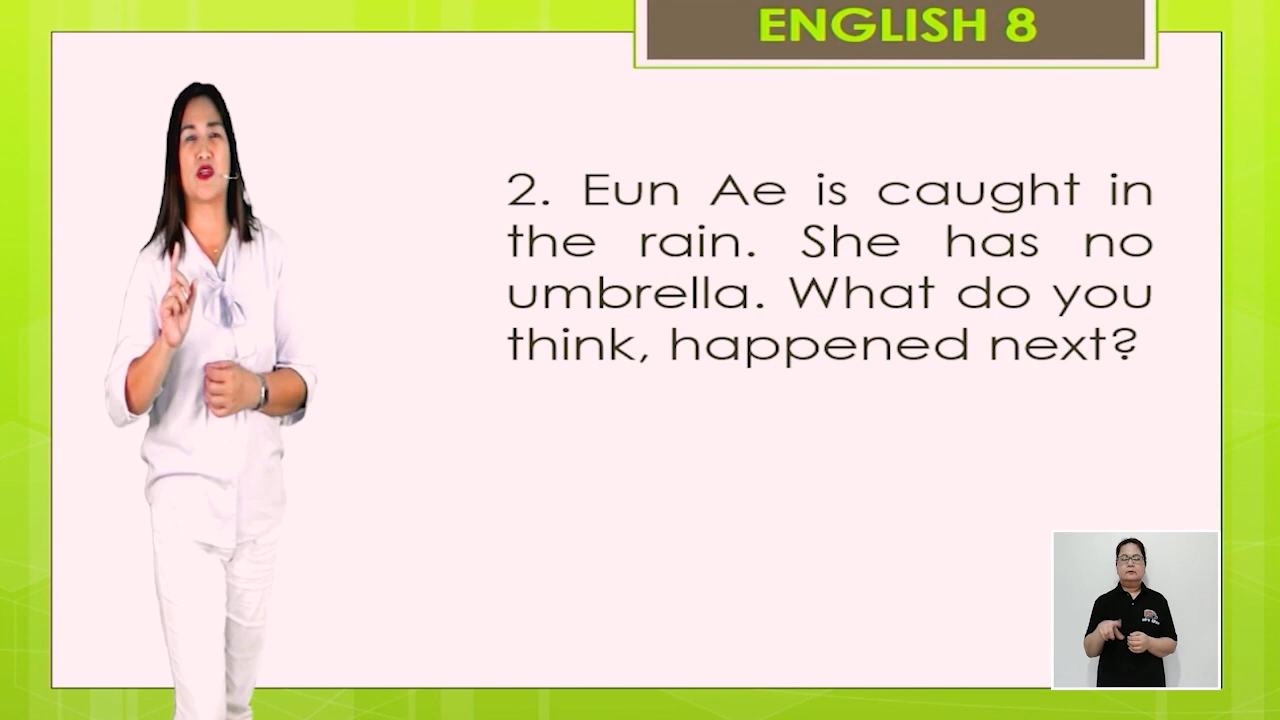 ENGLISH 8
2. Eun Ae is caught in
the rain. She has no
umbrella. What do you
think, happened next?